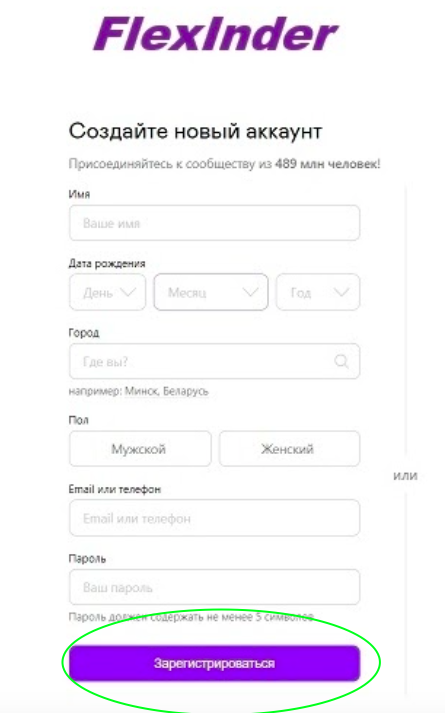 FlexInder
Создайте новый аккаунт
Присоединяйтесь к сообществу из 489 млн человек!
Имя
Ваше имя
Дата рождения
День Месяц Год
Город
Где вы?
например: Минск, Беларусь
Пол
Мужской Женский
или
Email или телефон
Email или телефон
Пароль
Ваш пароль
Пароль должен содержать не менее 5 символов
Зарегистрироваться